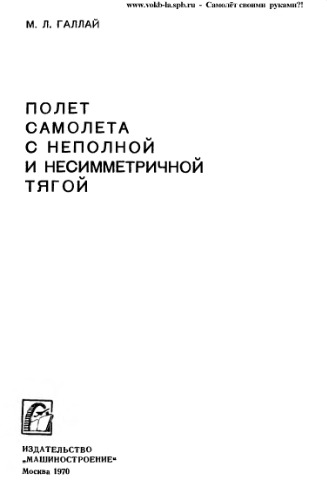 www.vokb-la.spb.ru - Самолёт своими руками?!
М. Л. ГАЛЛАЙ
ПОЛЕТ
САМОЛЕТА
С НЕПОЛНОЙ
И НЕСИММЕТРИЧНОЙ
ТЯГОЙ
ИЗДАТЕЛЬСТВО
„МАШИНОСТРОЕНИЕ“
Москва 1970